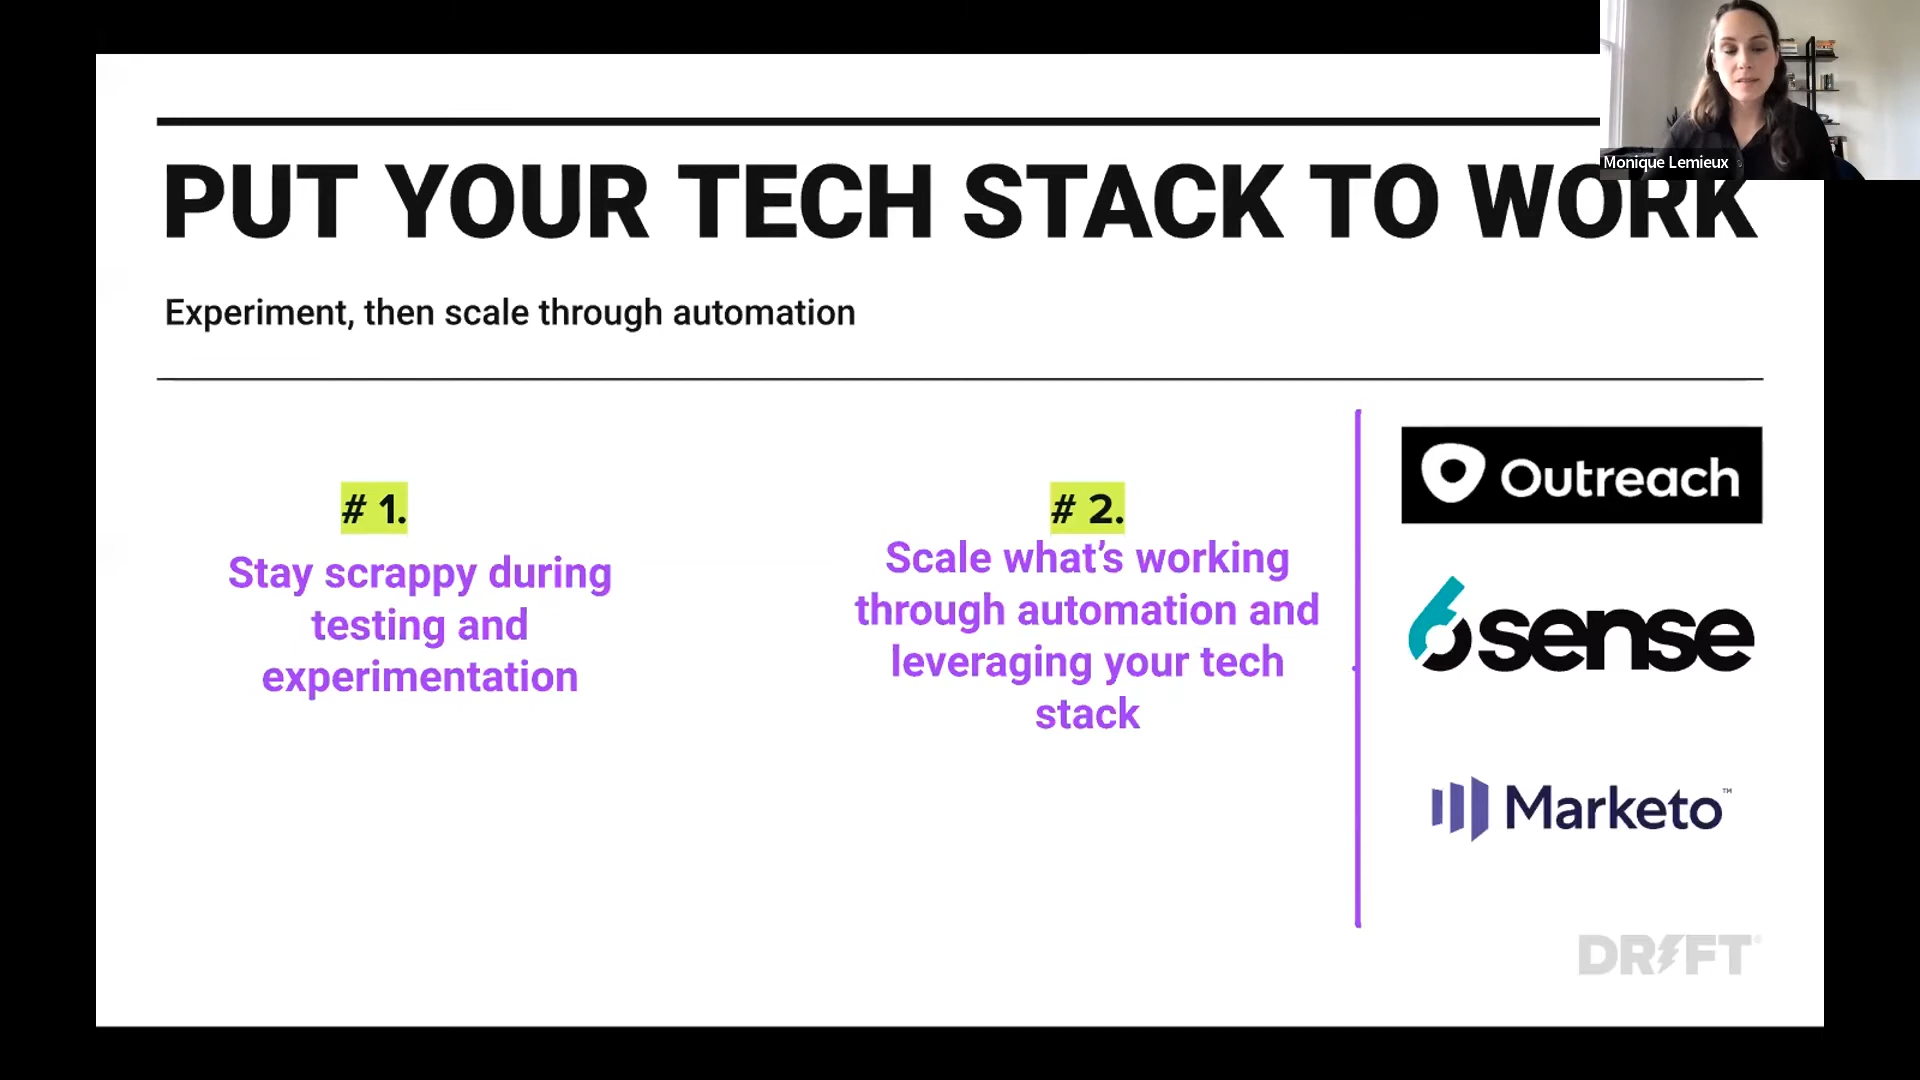 Monique Lemieux
PUT YOUR TECH STACK TO WORK
Experiment, then scale through automation
# 1.
Stay scrappy during
testing and
experimentation
# 2.
Scale what’s working
through automation and
leveraging your tech
stack
Outreach
6sense
Marketo™
DRIFT®